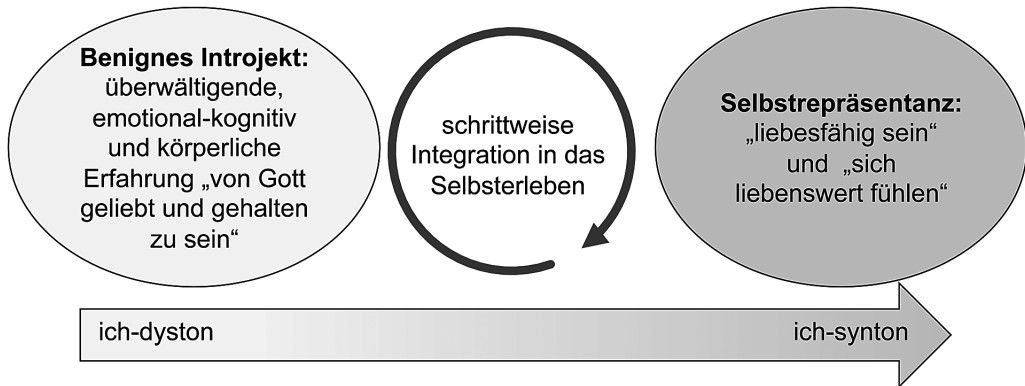 Benignes Introjekt:
überwältigende,
emotional-kognitiv
und körperliche
Erfahrung „von Gott
geliebt und gehalten
zu sein“
schrittweise
Integration in das
Selbsterleben
Selbstrepräsentanz:
„liebesfähig sein“
und „sich
liebenswert fühlen“
ich-dyston
ich-synton